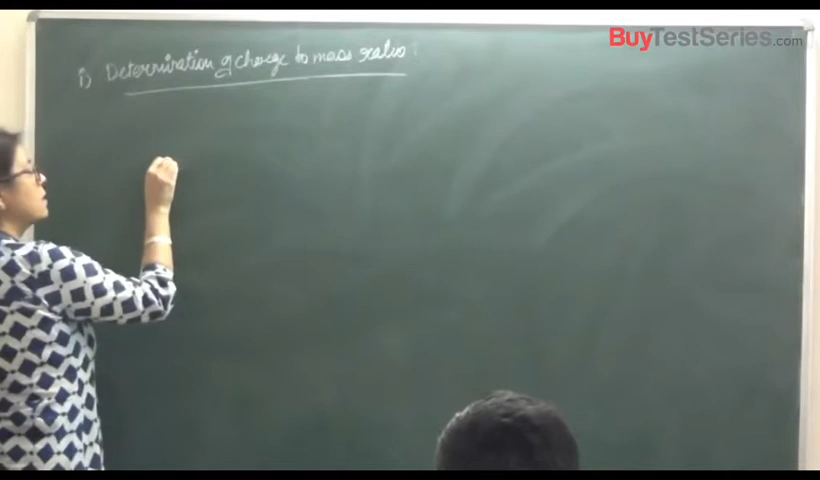 BuyTestSeries.com
i) Determination of charge to mass ratio :